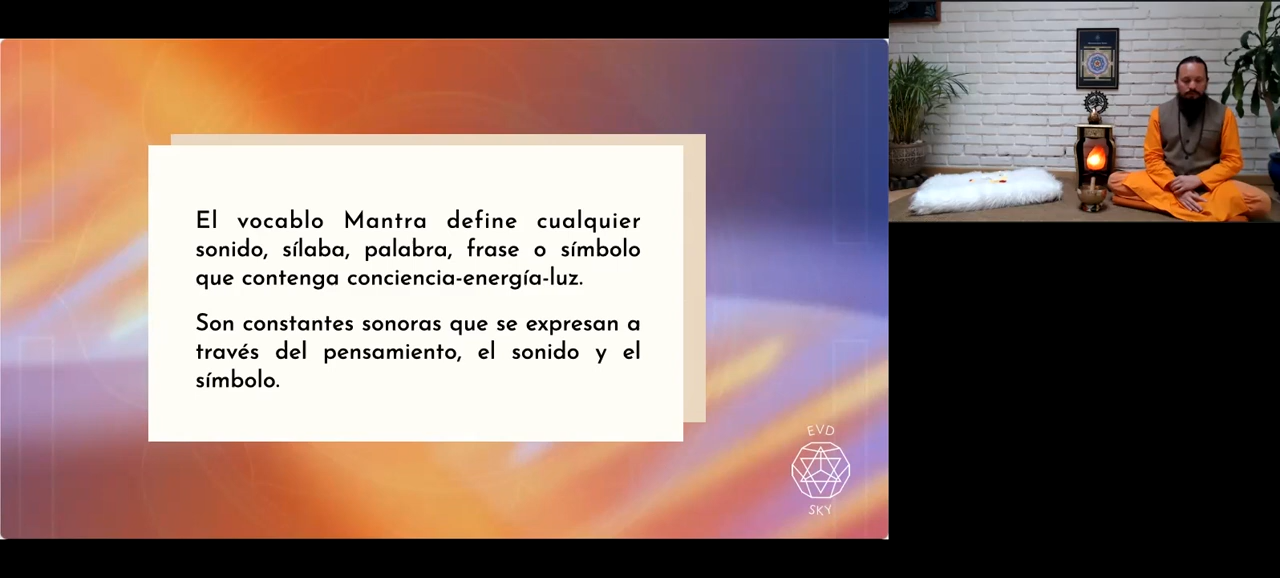 El vocablo Mantra define cualquier
sonido, sílaba, palabra, frase o símbolo
que contenga conciencia-energía-luz.
Son constantes sonoras que se expresan a
través del pensamiento, el sonido y el
símbolo.
EVD
SKY